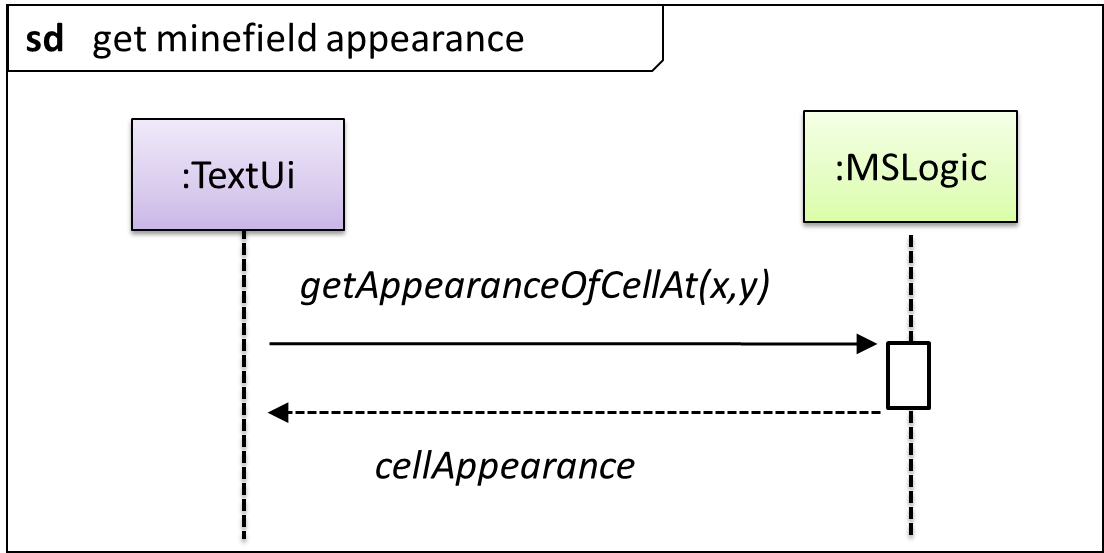 sd get minefield appearance
:TextUi
:MSLogic
getAppearanceOfCellAt(x,y)
cellAppearance